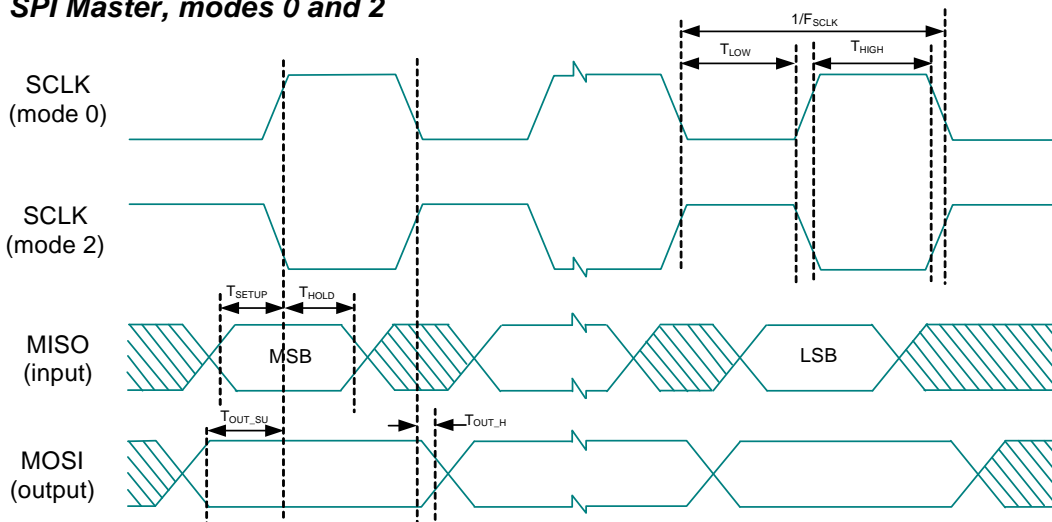 SPI Master, modes 0 and 2
1/FSCLK
TLOW
THIGH
SCLK
(mode 0)
SCLK
(mode 2)
TSETUP
THOLD
MISO
(input)
MSB
LSB
TOUT_SU
TOUT_H
MOSI
(output)